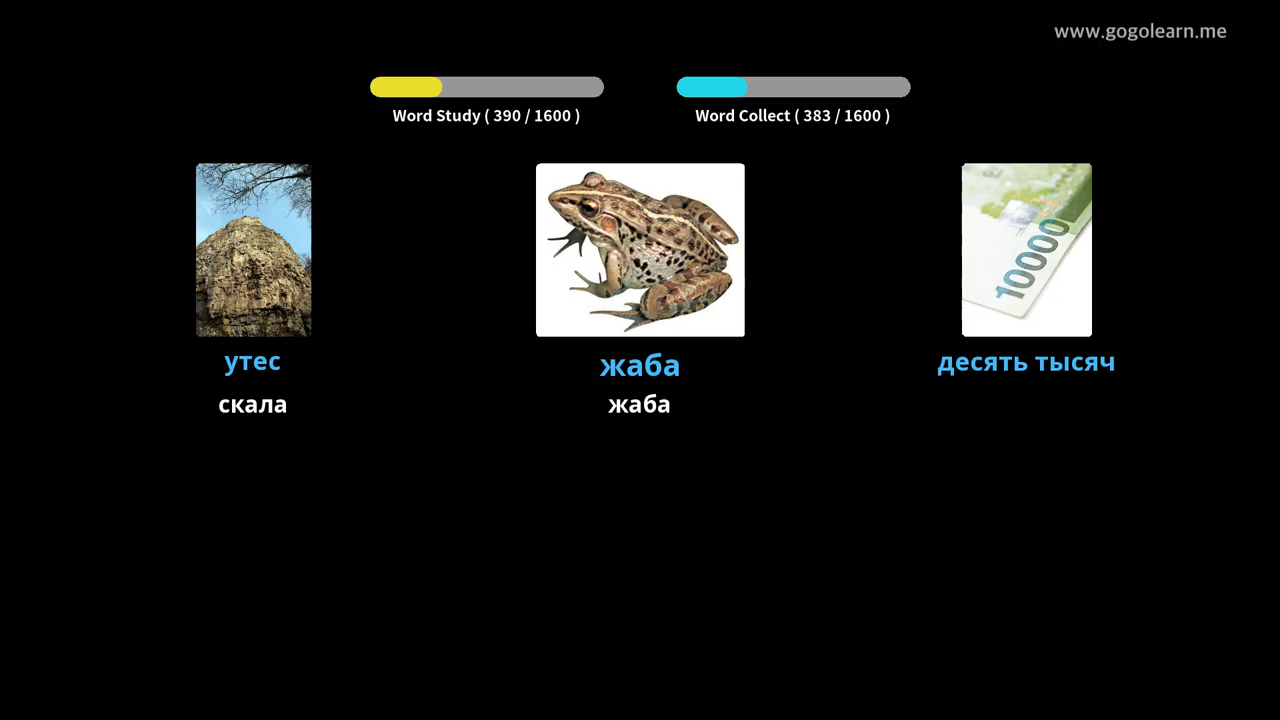 www.gogolearn.me
Word Study ( 390 / 1600 )
Word Collect ( 383 / 1600 )
10000
утес
жаба
десять тысяч
скала
жаба